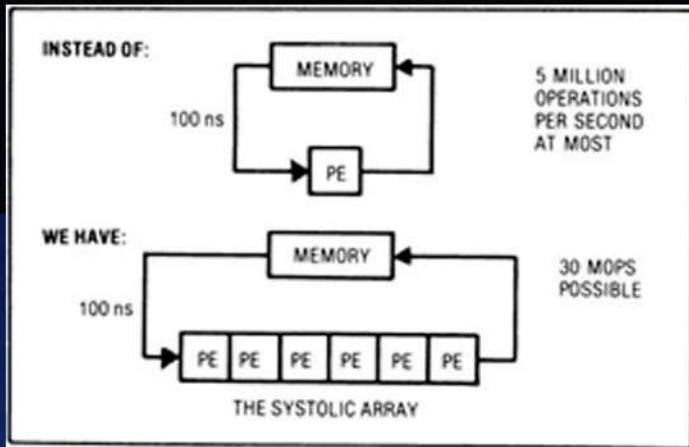 INSTEAD OF:
MEMORY
100 ns
PE
5 MILLION
OPERATIONS
PER SECOND
AT MOST
WE HAVE:
MEMORY
100 ns
PE PE PE PE PE PE
30 MOPS
POSSIBLE
THE SYSTOLIC ARRAY